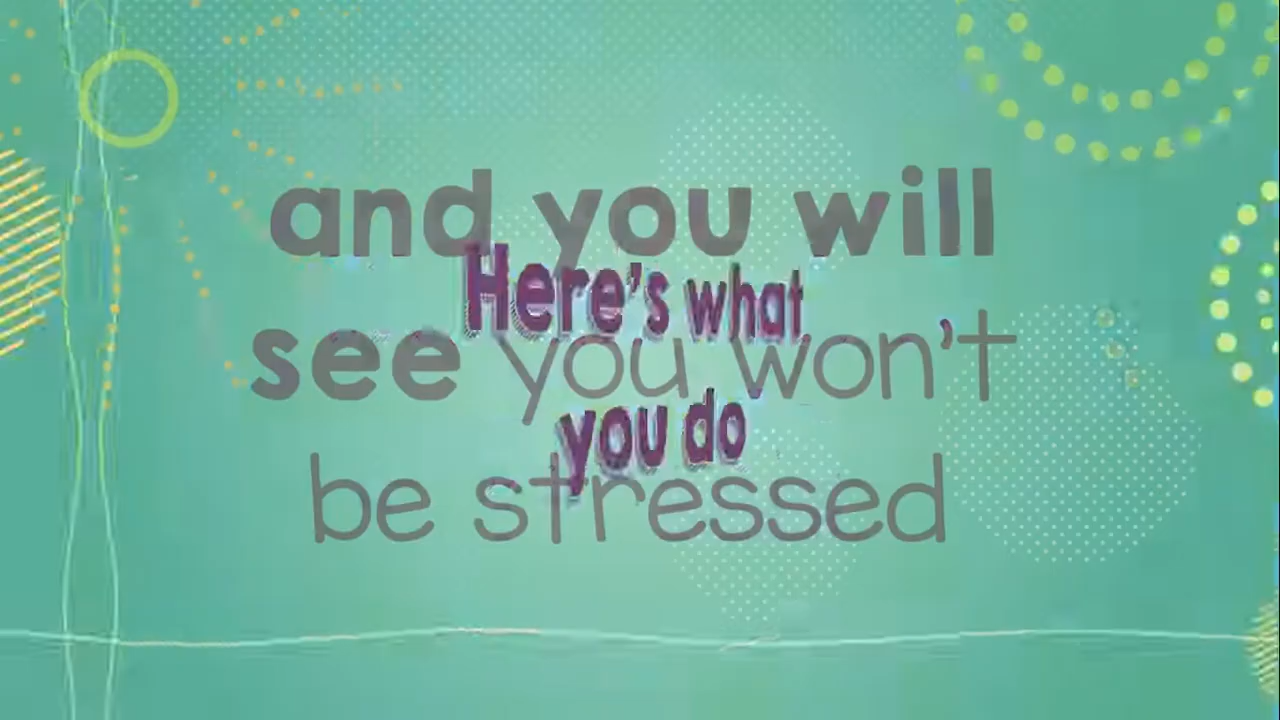 and you will
Here's what
see you won't
you do
be stressed